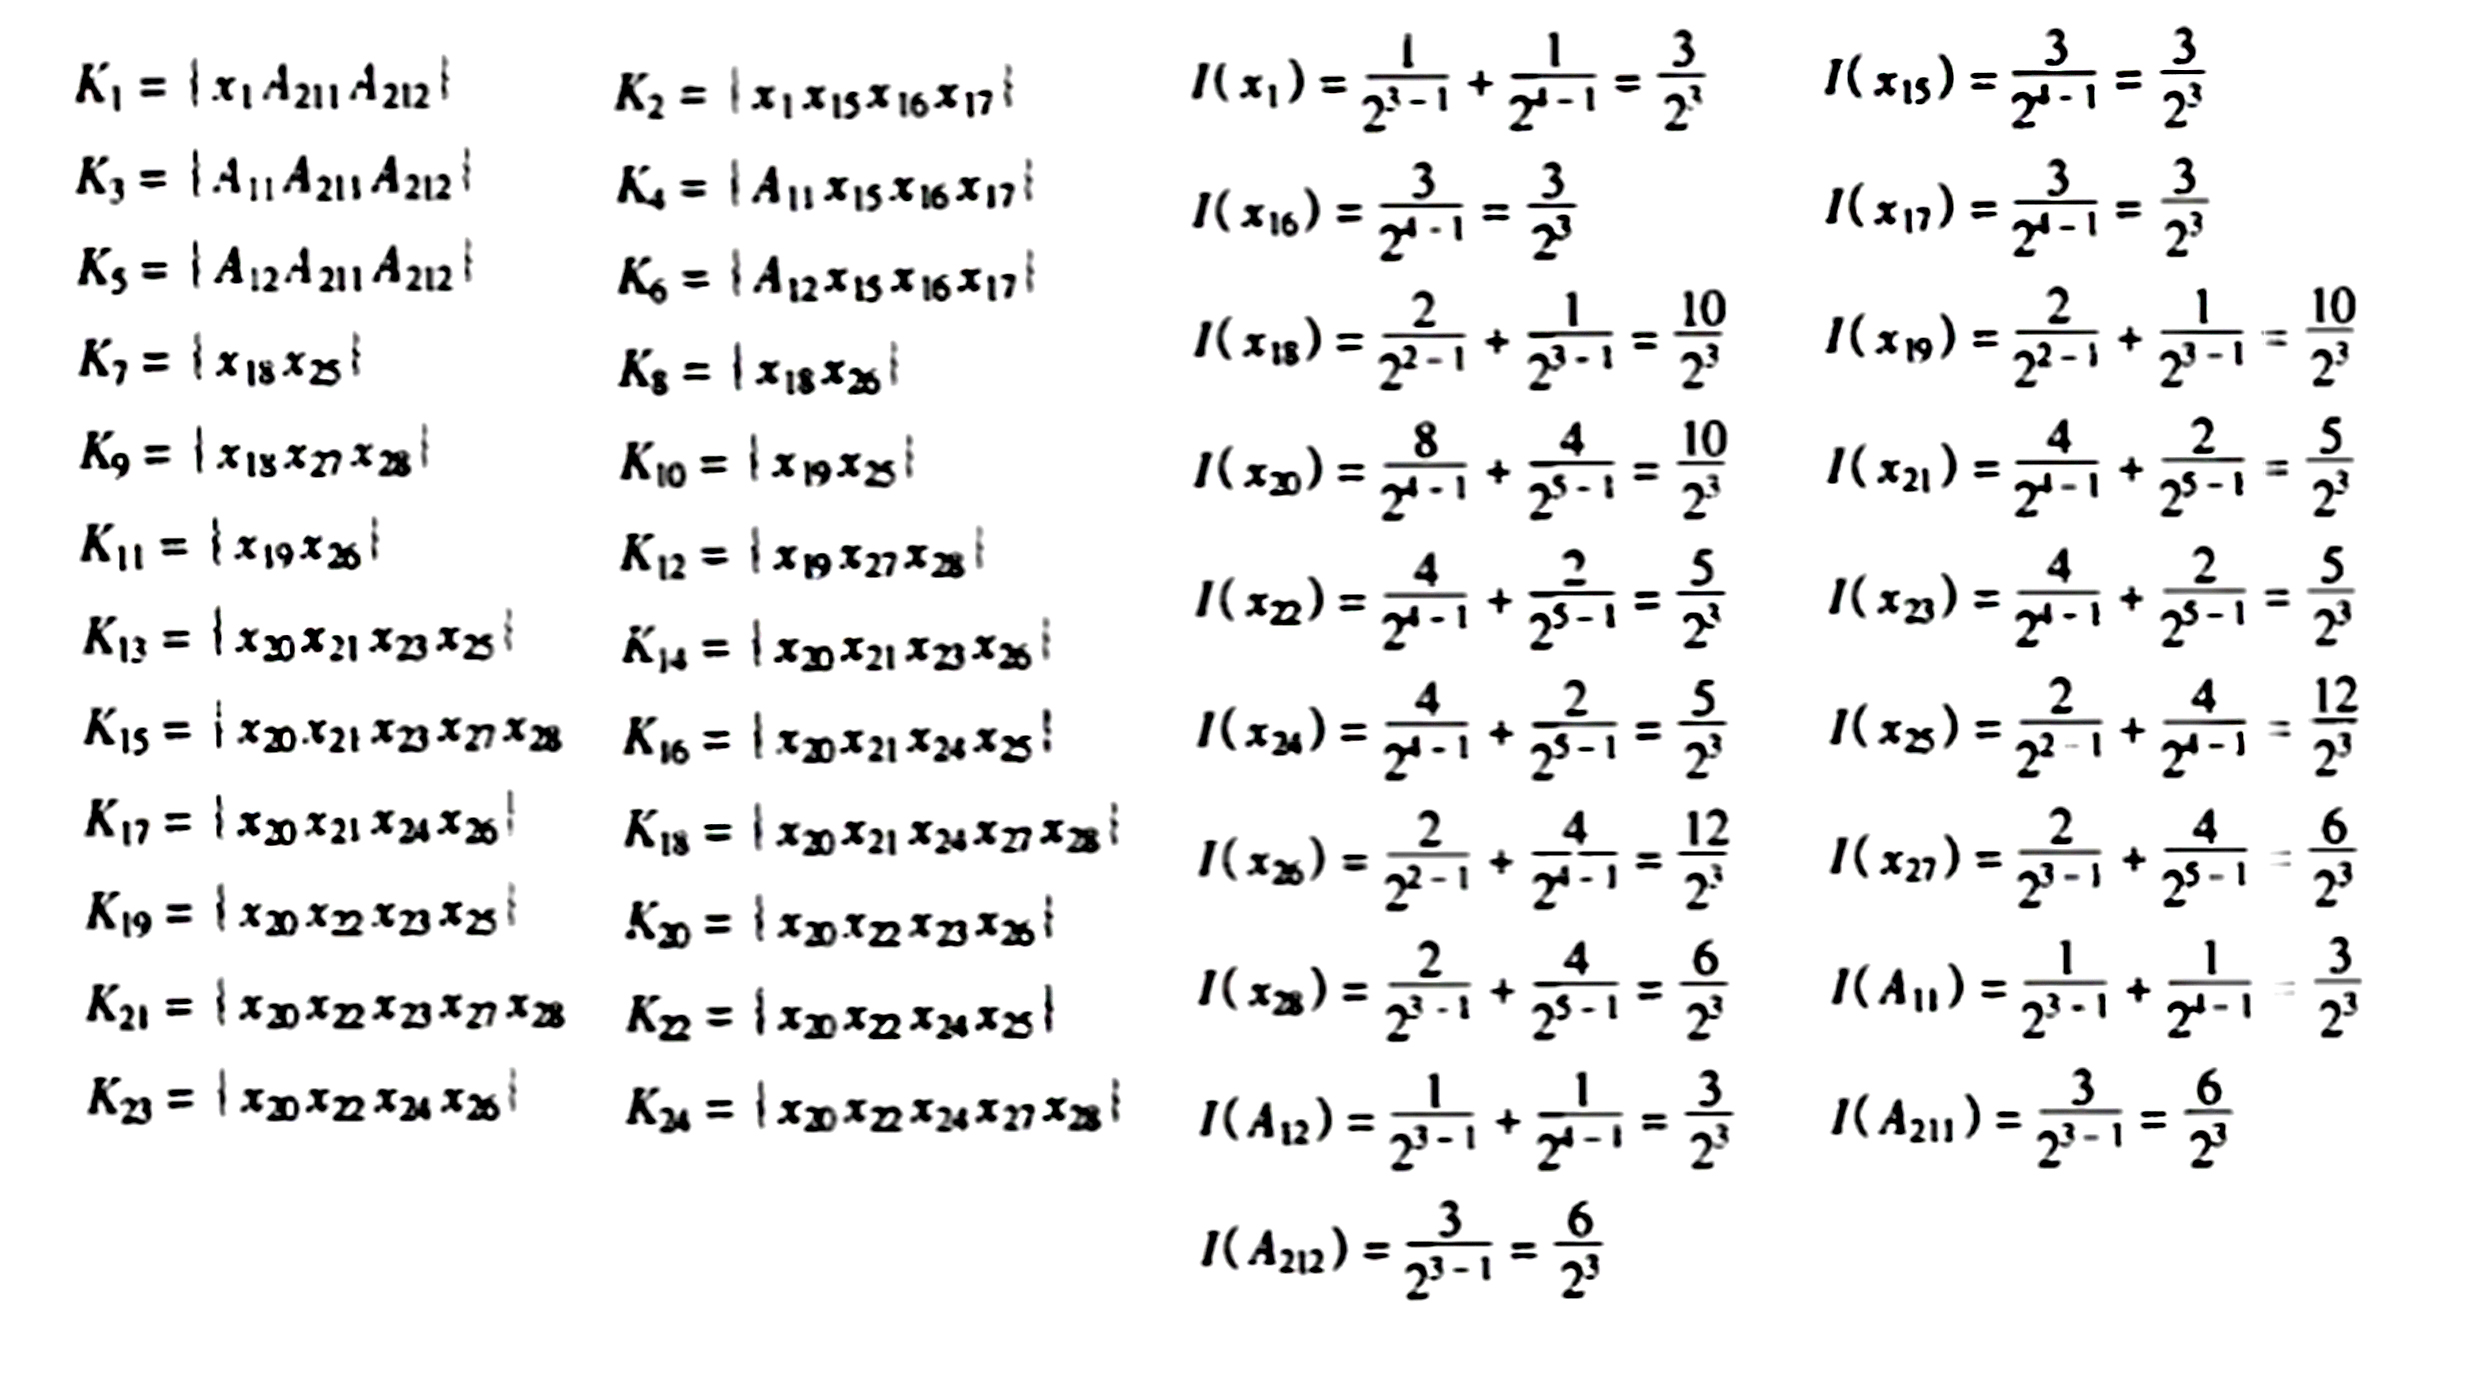 K₁ = {x₁A₂₁₁A₂₁₂}
K₂ = {x₁x₁₅x₁₆x₁₇}
K₃ = {A₁₁A₂₁₁A₂₁₂}
K₄ = {A₁₁x₁₅x₁₆x₁₇}
K₅ = {A₁₂A₂₁₁A₂₁₂}
K₆ = {A₁₂x₁₅x₁₆x₁₇}
K₇ = {x₁₈x₂₅}
K₈ = {x₁₈x₂₆}
K₉ = {x₁₈x₂₇x₂₈}
K₁₀ = {x₁₉x₂₅}
K₁₁ = {x₁₉x₂₆}
K₁₂ = {x₁₉x₂₇x₂₈}
K₁₃ = {x₂₀x₂₁x₂₃x₂₅}
K₁₄ = {x₂₀x₂₁x₂₃x₂₆}
K₁₅ = {x₂₀x₂₁x₂₃x₂₇x₂₈
K₁₆ = {x₂₀x₂₁x₂₄x₂₅}
K₁₇ = {x₂₀x₂₁x₂₄x₂₆}
K₁₈ = {x₂₀x₂₁x₂₄x₂₇x₂₈}
K₁₉ = {x₂₀x₂₂x₂₃x₂₅}
K₂₀ = {x₂₀x₂₂x₂₃x₂₆}
K₂₁ = {x₂₀x₂₂x₂₃x₂₇x₂₈
K₂₂ = {x₂₀x₂₂x₂₄x₂₅}
K₂₃ = {x₂₀x₂₂x₂₄x₂₆}
K₂₄ = {x₂₀x₂₂x₂₄x₂₇x₂₈}
I(x₁) = 1/2³⁻¹ + 1/2⁴⁻¹ = 3/2³
I(x₁₅) = 3/2⁴⁻¹ = 3/2³
I(x₁₆) = 3/2⁴⁻¹ = 3/2³
I(x₁₇) = 3/2⁴⁻¹ = 3/2³
I(x₁₈) = 2/2²⁻¹ + 1/2³⁻¹ = 10/2³
I(x₁₉) = 2/2²⁻¹ + 1/2³⁻¹ = 10/2³
I(x₂₀) = 8/2⁴⁻¹ + 4/2⁵⁻¹ = 10/2³
I(x₂₁) = 4/2⁴⁻¹ + 2/2⁵⁻¹ = 5/2³
I(x₂₂) = 4/2⁴⁻¹ + 2/2⁵⁻¹ = 5/2³
I(x₂₃) = 4/2⁴⁻¹ + 2/2⁵⁻¹ = 5/2³
I(x₂₄) = 4/2⁴⁻¹ + 2/2⁵⁻¹ = 5/2³
I(x₂₅) = 2/2²⁻¹ + 4/2⁴⁻¹ = 12/2³
I(x₂₆) = 2/2²⁻¹ + 4/2⁴⁻¹ = 12/2³
I(x₂₇) = 2/2³⁻¹ + 4/2⁵⁻¹ = 6/2³
I(x₂₈) = 2/2³⁻¹ + 4/2⁵⁻¹ = 6/2³
I(A₁₁) = 1/2³⁻¹ + 1/2⁴⁻¹ = 3/2³
I(A₁₂) = 1/2³⁻¹ + 1/2⁴⁻¹ = 3/2³
I(A₂₁₁) = 3/2³⁻¹ = 6/2³
I(A₂₁₂) = 3/2³⁻¹ = 6/2³